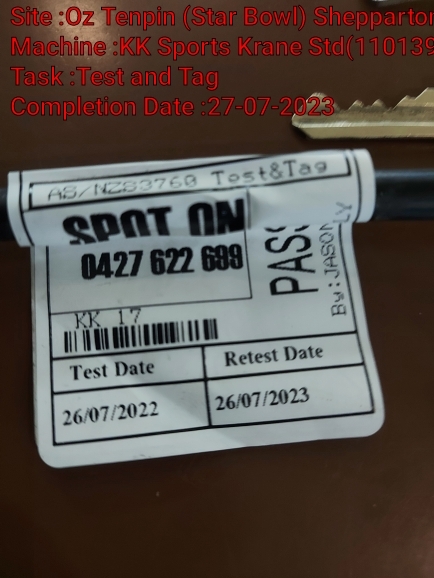 Site :Oz Tenpin (Star Bowl) Shepparton
Machine :KK Sports Krane Std(110139
Task :Test and Tag
Completion Date :27-07-2023
AS/NZS3760 Test&Tag
SPOT ON
0427 622 699
PASS
By:JASON
LY
KK 17
Test Date
Retest Date
26/07/2022
26/07/2023